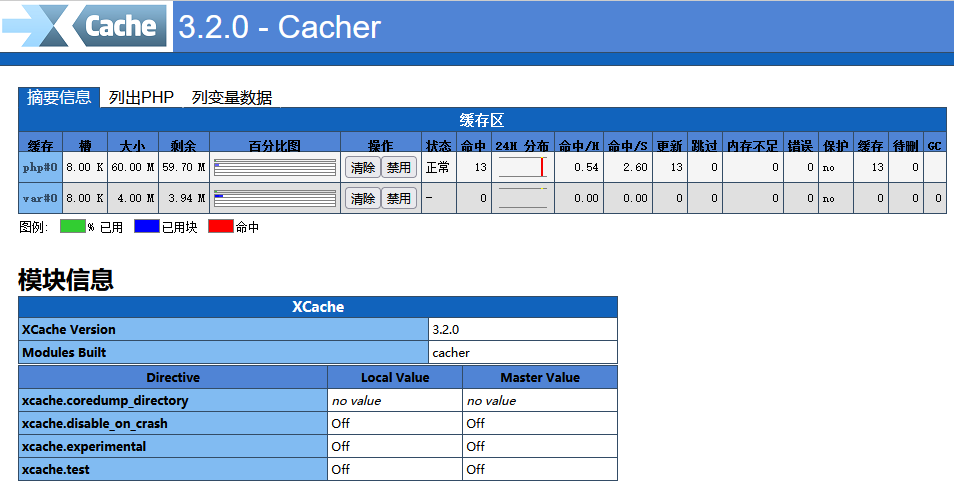 Cache 3.2.0 - Cacher
摘要信息 列出PHP 列变量数据
缓存区
缓存 槽 大小 剩余 百分比图 操作 状态 命中 24H 分布 命中/H 命中/S 更新 跳过 内存不足 错误 保护 缓存 待删 GC
php#0 8.00 K 60.00 M 59.70 M 清除 禁用 正常 13 0.54 2.60 13 0 0 0 no 13 0
var#0 8.00 K 4.00 M 3.94 M 清除 禁用 - 0 0.00 0.00 0 0 0 0 no 0 0 0
图例: % 已用 已用块 命中
模块信息
XCache
XCache Version 3.2.0
Modules Built cacher
Directive Local Value Master Value
xcache.coredump_directory no value no value
xcache.disable_on_crash Off Off
xcache.experimental Off Off
xcache.test Off Off